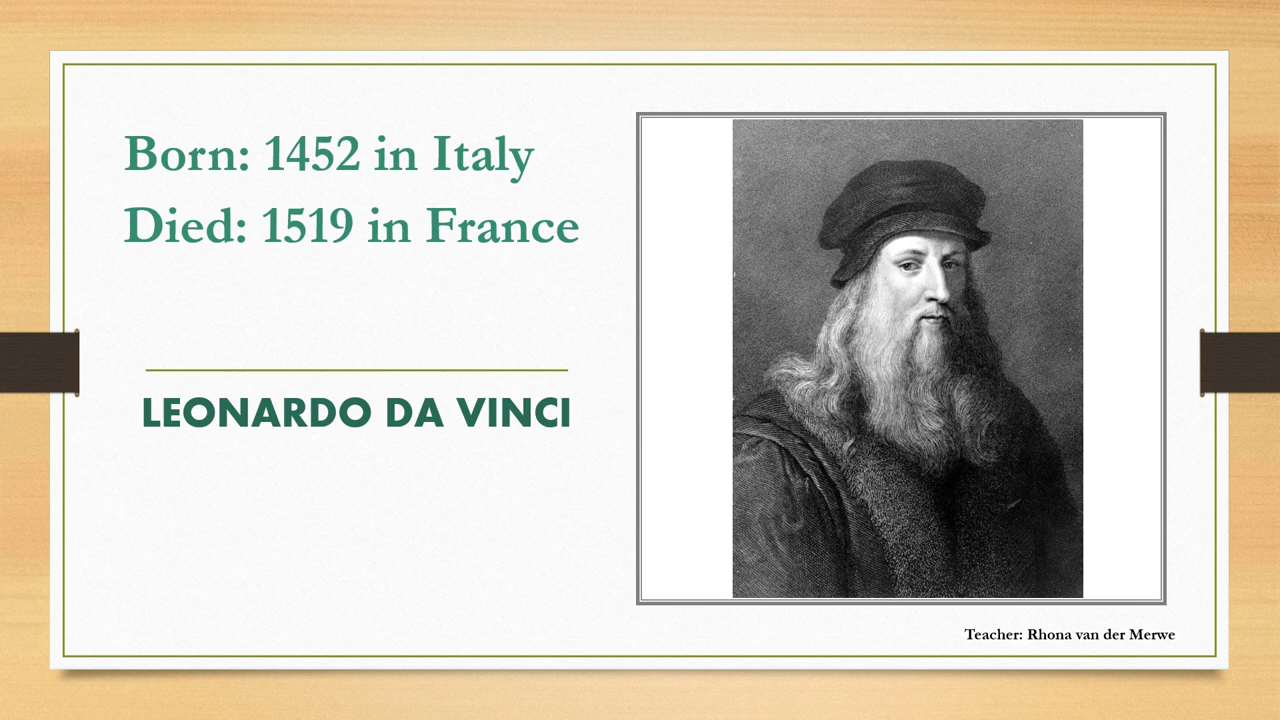 Born: 1452 in Italy
Died: 1519 in France
LEONARDO DA VINCI
Teacher: Rhona van der Merwe